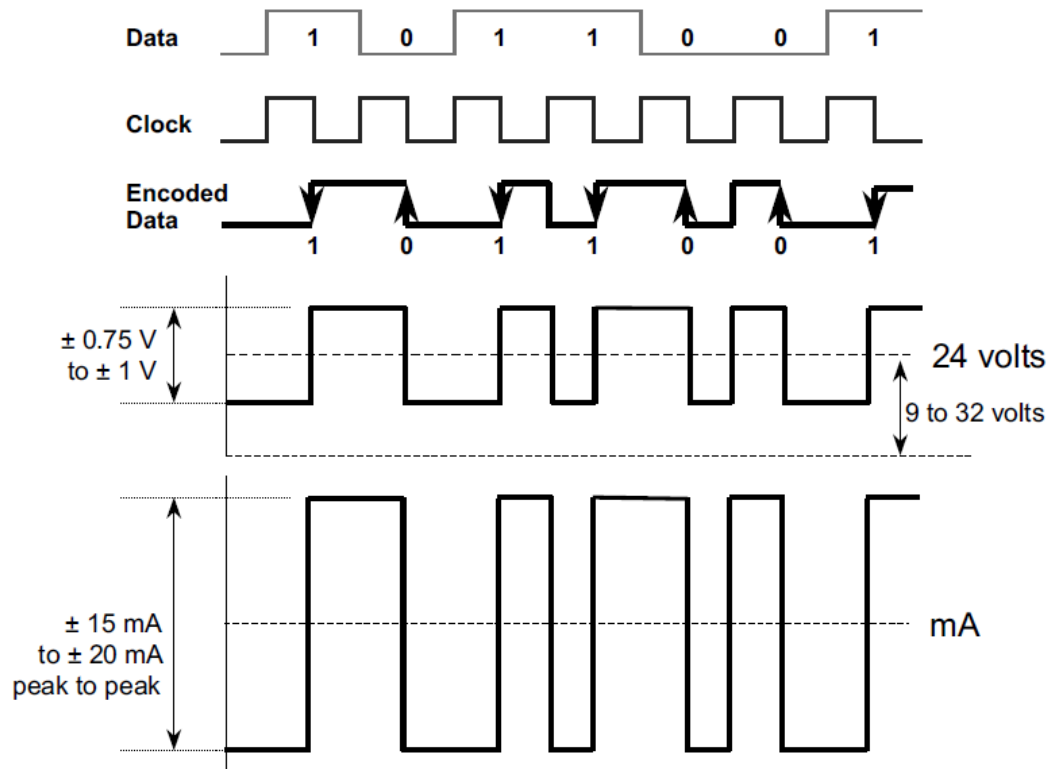 Data 1 0 1 1 0 0 1
Clock
Encoded
Data
1 0 1 1 0 0 1
± 0.75 V
to ± 1 V
24 volts
9 to 32 volts
± 15 mA
to ± 20 mA
peak to peak
mA